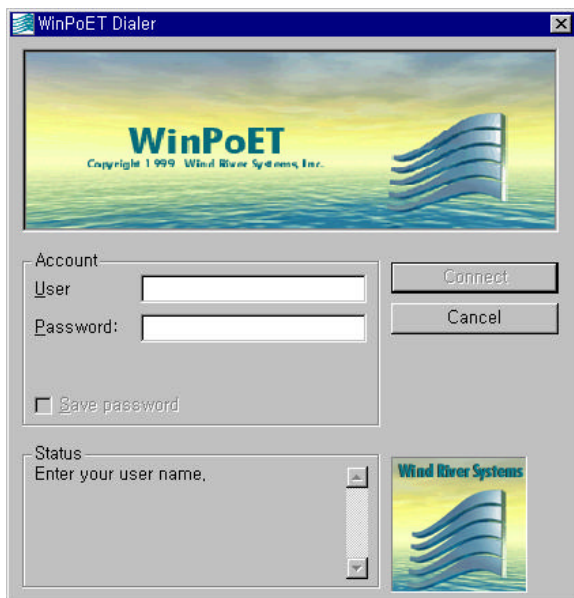 WinPoET Dialer
WinPoET
Copyright 1999 Wind River Systems, Inc.
Account
User
Password:
Save password
Connect
Cancel
Status
Enter your user name,
Wind River Systems